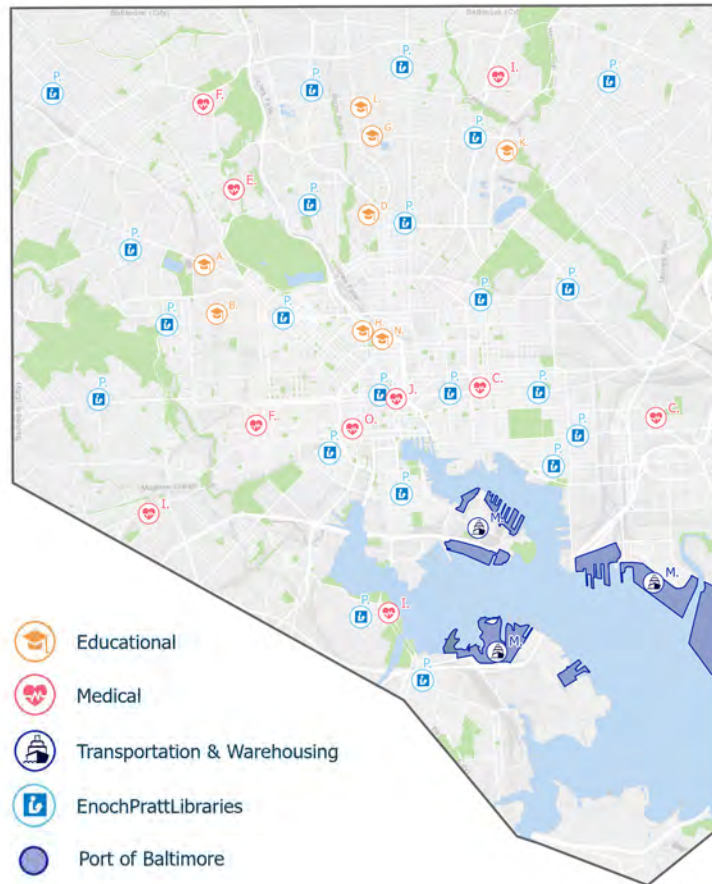 P.
P.
F.
P.
I.
P.
L.
G.
P.
K.
E.
P.
D.
P.
P.
A.
P.
B.
P.
P.
P.
H.
N.
P.
P.
J.
P.
C.
P.
F.
O.
P.
P.
C.
P.
P.
I.
M.
M.
P.
I.
M.
P.
Educational
Medical
Transportation & Warehousing
EnochPrattLibraries
Port of Baltimore